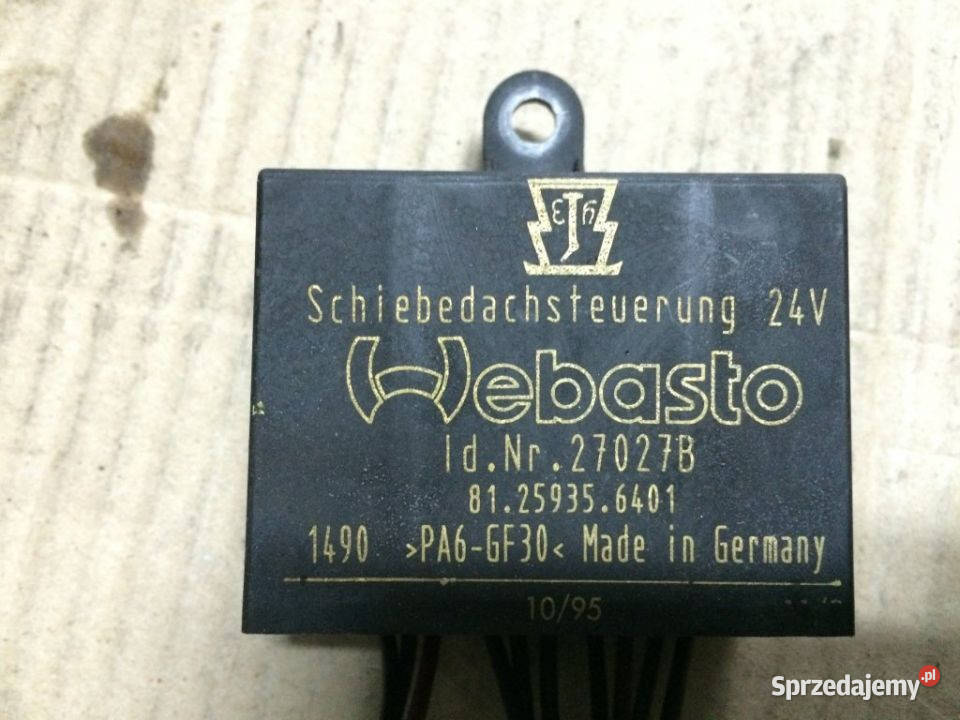 Schiebedachsteuerung 24V
Webasto
Id.Nr.27027B
81.25935.6401
1490 >PA6-GF30< Made in Germany
10/95
Sprzedajemy.pl